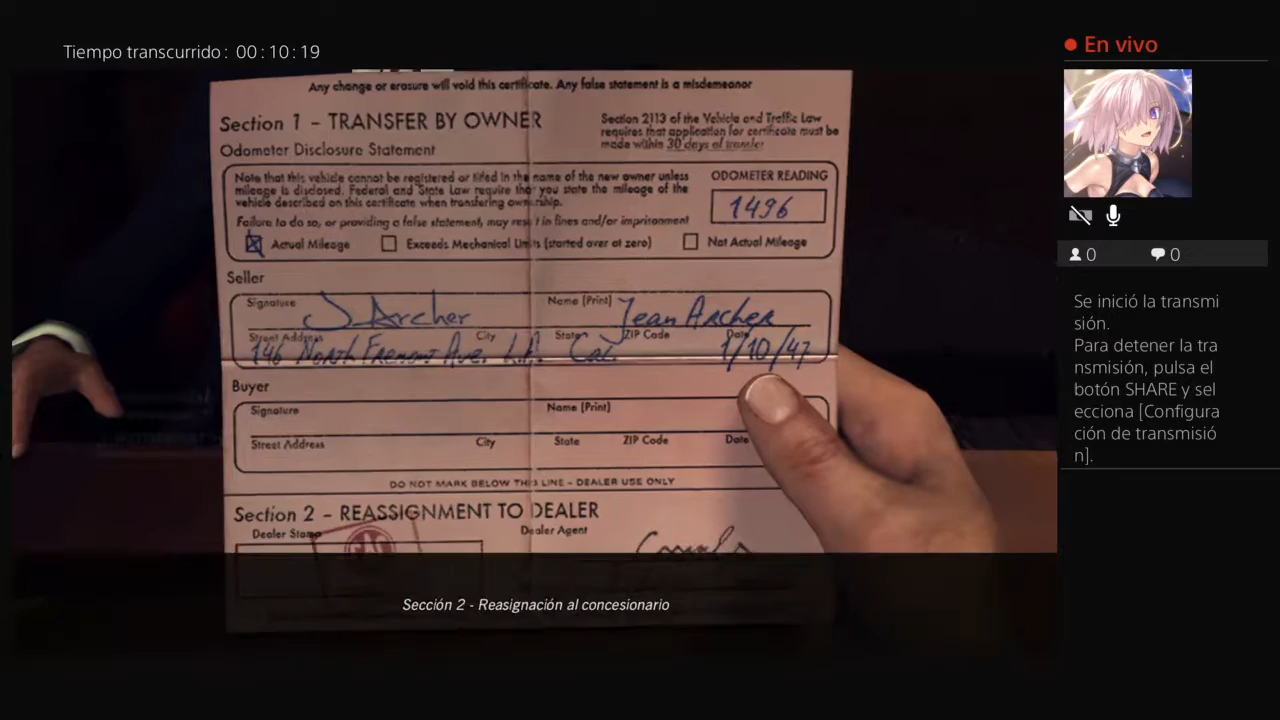 Tiempo transcurrido: 00:10:19
En vivo
Any change or erasure will void this certificate. Any false statement is a misdemeanor
Section 1 - TRANSFER BY OWNER
Section 2113 of the Vehicle and Traffic Law
requires that application for certificate must be
made within 30 days of transfer
Odometer Disclosure Statement
Note that this vehicle cannot be registered or titled in the name of the new owner unless
mileage is disclosed. Federal and State Law require that you state the mileage of the
vehicle described on this certificate when transferring ownership.
Failure to do so, or providing a false statement, may result in fines and/or imprisonment
ODOMETER READING
1496
Actual Mileage
Exceeds Mechanical Limits (started over at zero)
Not Actual Mileage
Seller
Signature
J Archer
Name (Print)
Jean Archer
Street Address
City
State
ZIP Code
Date
146 North Fremont Ave. L.A. Cal. 1/10/47
Buyer
Signature
Name (Print)
Street Address
City
State
ZIP Code
Date
DO NOT MARK BELOW THIS LINE - DEALER USE ONLY
Section 2 - REASSIGNMENT TO DEALER
Dealer Stamp
Dealer Agent
Sección 2 - Reasignación al concesionario
0
0
Se inició la transmi
sión.
Para detener la tra
nsmisión, pulsa el
botón SHARE y sel
ecciona [Configura
ción de transmisió
n].